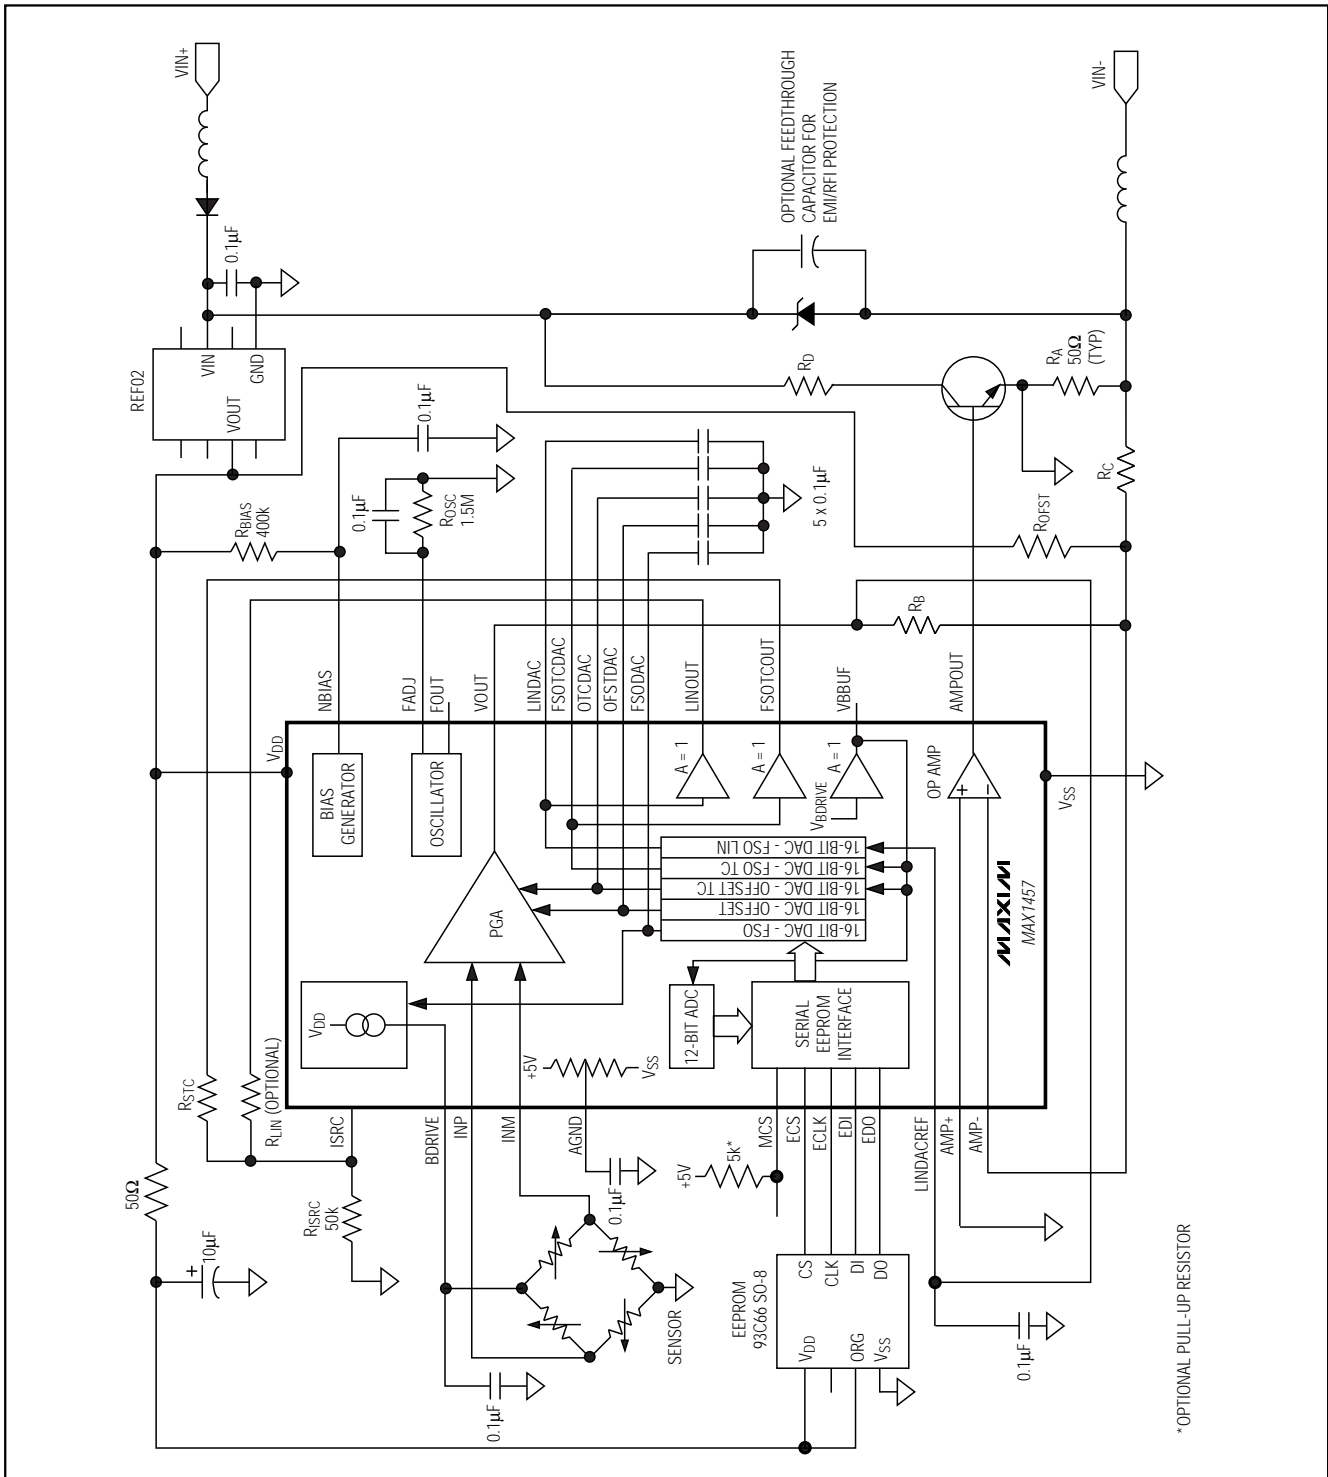 VIN+
0.1µF
REF02
VIN
GND
VOUT
OPTIONAL FEEDTHROUGH
CAPACITOR FOR
EMI/RFI PROTECTION
VIN-
RD
RA
50Ω
(TYP)
RC
ROFST
RB
RBIAS
400k
0.1µF
0.1µF
ROSC
1.5M
5 x 0.1µF
VDD
NBIAS
FADJ
FOUT
VOUT
LINDAC
FSOTCDAC
OTCDAC
OFSTDAC
FSODAC
LINOUT
FSOTCOUT
VBBUF
AMPOUT
BIAS
GENERATOR
OSCILLATOR
PGA
A = 1
A = 1
A = 1
VBDRIVE
OP AMP
+
−
VSS
16-BIT DAC - FSO LIN
16-BIT DAC - FSO TC
16-BIT DAC - OFFSET TC
16-BIT DAC - OFFSET
16-BIT DAC - FSO
MAXIM
MAX1457
VDD
+5V
VSS
12-BIT ADC
SERIAL
EEPROM
INTERFACE
RSTC
RLIN (OPTIONAL)
ISRC
BDRIVE
INP
INM
AGND
MCS
ECS
ECLK
EDI
EDO
LINDACREF
AMP+
AMP-
50Ω
+
10µF
RISRC
50k
0.1µF
+5V
5k*
SENSOR
0.1µF
EEPROM
93C66 SO-8
CS
CLK
DI
DO
VDD
ORG
VSS
0.1µF
*OPTIONAL PULL-UP RESISTOR